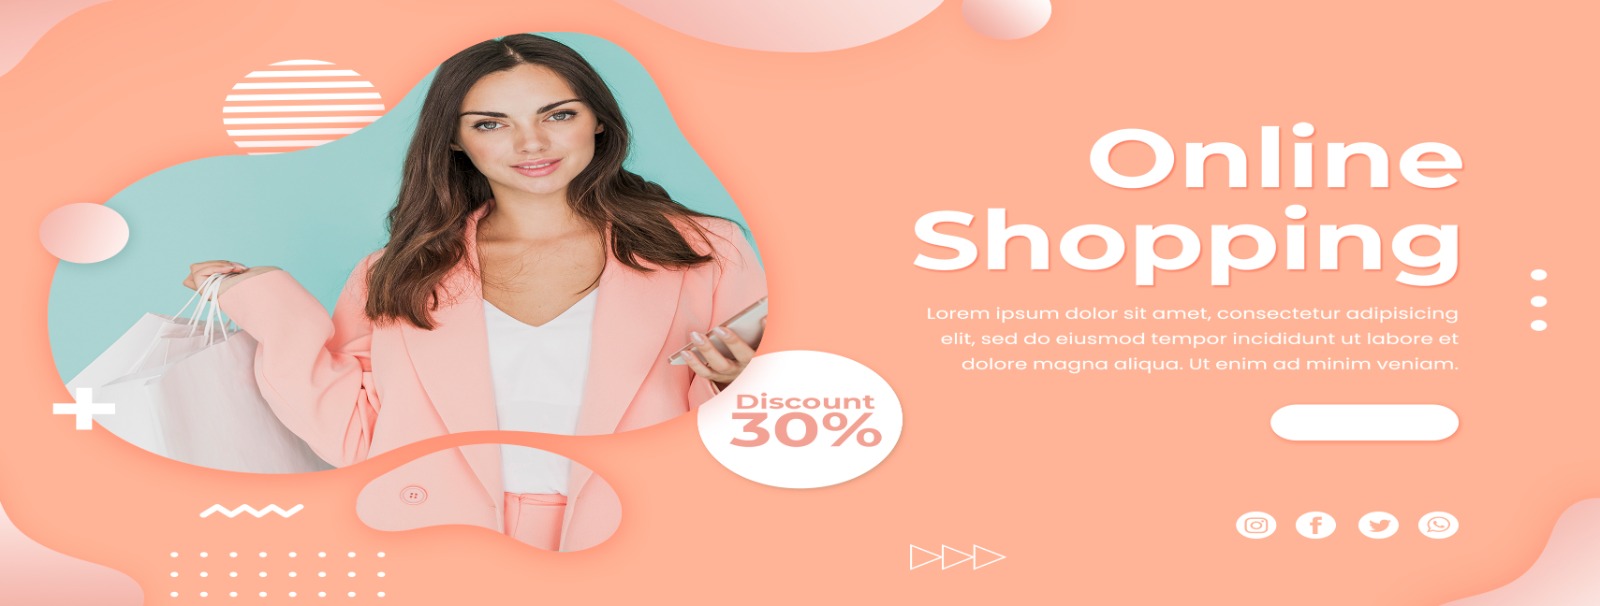 Online
Shopping
Lorem ipsum dolor sit amet, consectetur adipisicing
elit, sed do eiusmod tempor incididunt ut labore et
dolore magna aliqua. Ut enim ad minim veniam.
Discount
30%